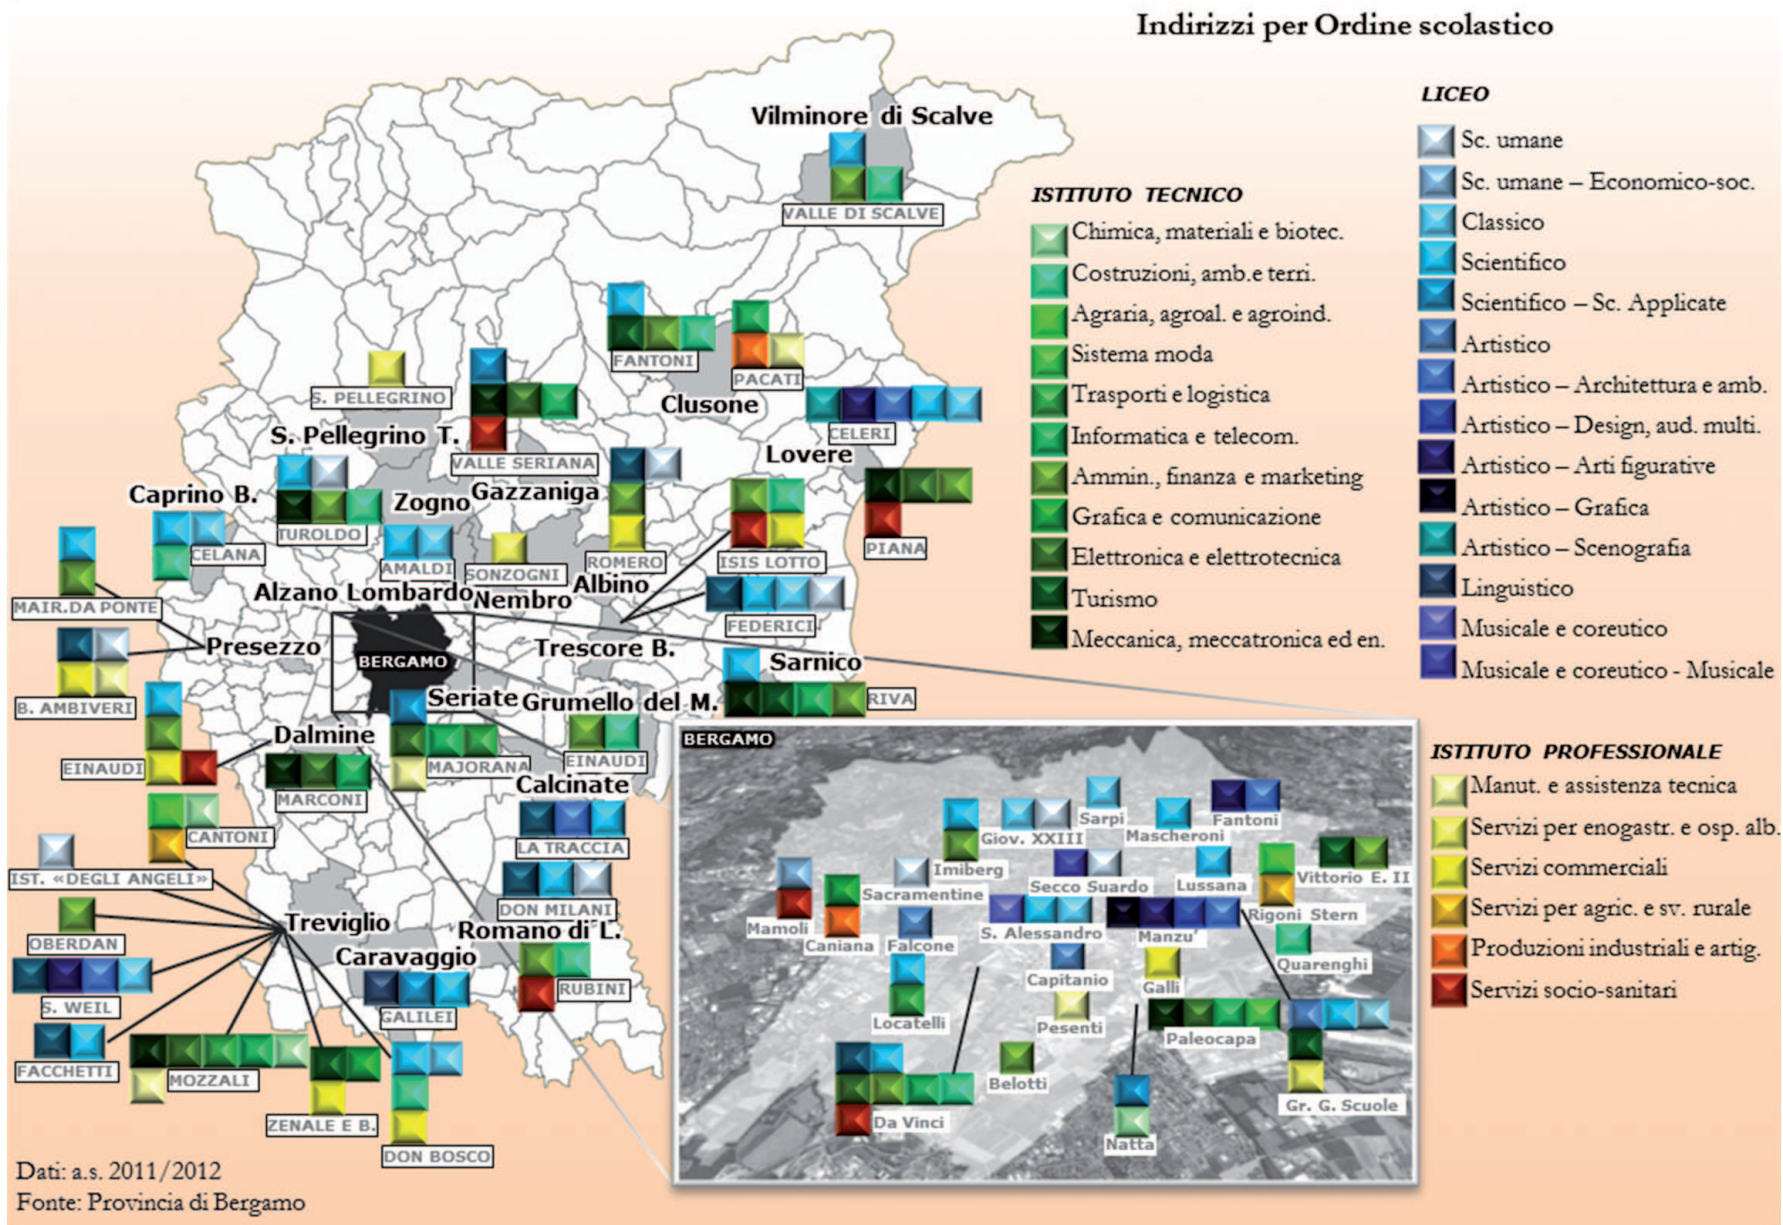 Indirizzi per Ordine scolastico
LICEO
Sc. umane
Sc. umane – Economico-soc.
Classico
Scientifico
Scientifico – Sc. Applicate
Artistico
Artistico – Architettura e amb.
Artistico – Design, aud. multi.
Artistico – Arti figurative
Artistico – Grafica
Artistico – Scenografia
Linguistico
Musicale e coreutico
Musicale e coreutico - Musicale
ISTITUTO TECNICO
Chimica, materiali e biotec.
Costruzioni, amb.e terri.
Agraria, agroal. e agroind.
Sistema moda
Trasporti e logistica
Informatica e telecom.
Ammin., finanza e marketing
Grafica e comunicazione
Elettronica e elettrotecnica
Turismo
Meccanica, meccatronica ed en.
ISTITUTO PROFESSIONALE
Manut. e assistenza tecnica
Servizi per enogastr. e osp. alb.
Servizi commerciali
Servizi per agric. e sv. rurale
Produzioni industriali e artig.
Servizi socio-sanitari
Vilminore di Scalve
VALLE DI SCALVE
FANTONI
PACATI
Clusone
S. PELLEGRINO
S. Pellegrino T.
VALLE SERIANA
CELERI
Lovere
Caprino B.
Zogno
Gazzaniga
TUROLDO
CELANA
AMALDI
SONZOGNI
ROMERO
ISIS LOTTO
PIANA
MAIR.DA PONTE
Alzano Lombardo
Nembro
Albino
FEDERICI
Presezzo
BERGAMO
Trescore B.
Sarnico
B. AMBIVERI
Seriate
Grumello del M.
RIVA
Dalmine
EINAUDI
MARCONI
MAJORANA
EINAUDI
Calcinate
CANTONI
LA TRACCIA
IST. «DEGLI ANGELI»
DON MILANI
Treviglio
Romano di L.
OBERDAN
Caravaggio
RUBINI
S. WEIL
GALILEI
FACCHETTI
MOZZALI
ZENALE E B.
DON BOSCO
BERGAMO
Sarpi
Fantoni
Giov. XXIII
Mascheroni
Imiberg
Vittorio E. II
Sacramentine
Secco Suardo
Lussana
Mamoli
Caniana
Rigoni Stern
Falcone
S. Alessandro
Manzu'
Quarenghi
Capitanio
Galli
Locatelli
Pesenti
Paleocapa
Belotti
Gr. G. Scuole
Da Vinci
Natta
Dati: a.s. 2011/2012
Fonte: Provincia di Bergamo